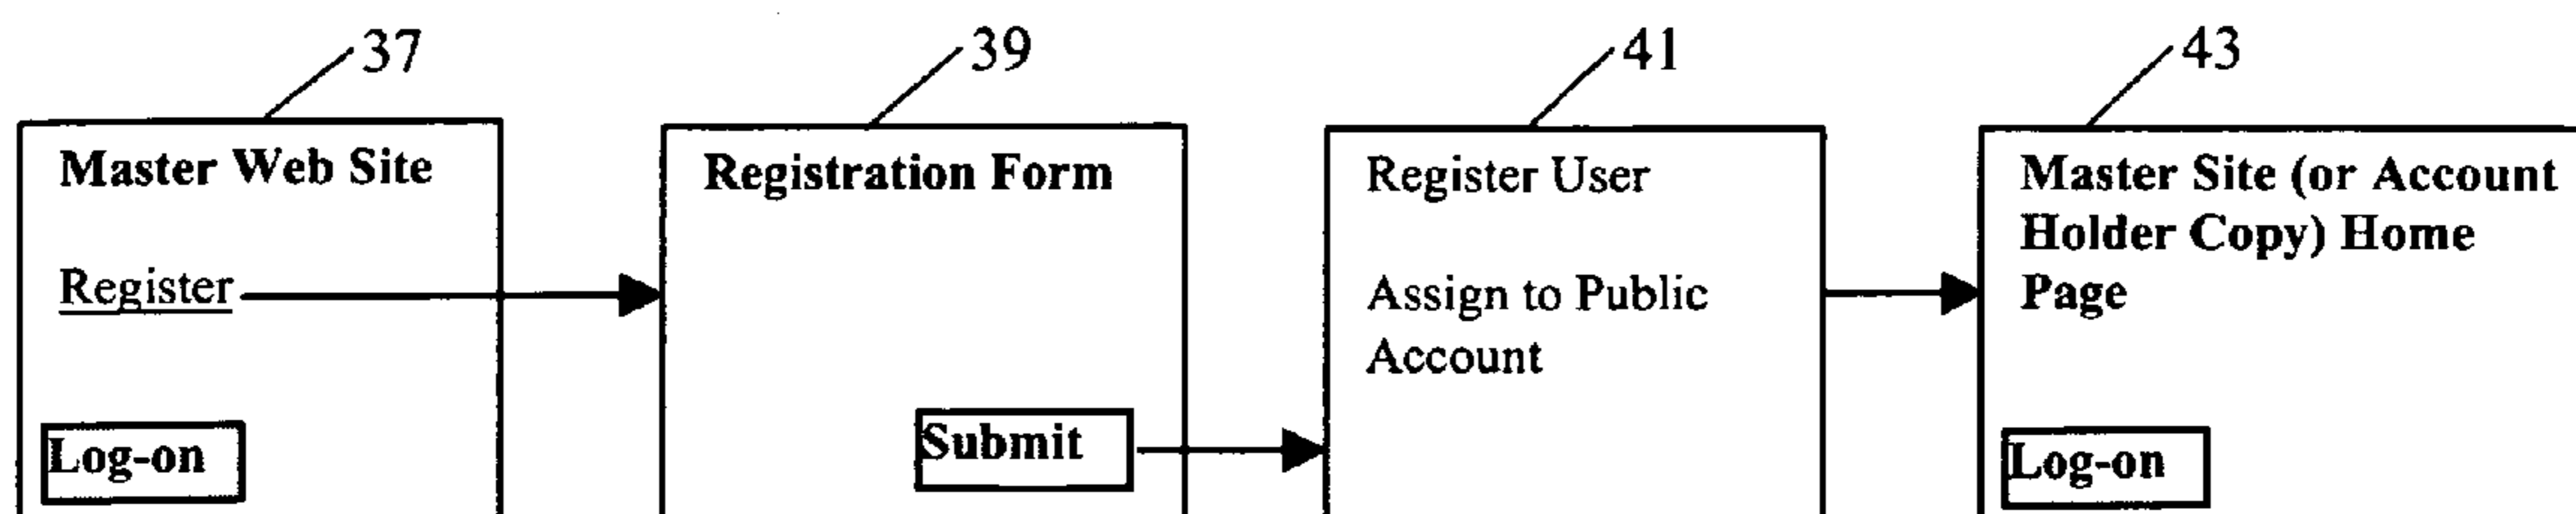 37
39
41
43
Master Web Site
Register
Log-on
Registration Form
Submit
Register User
Assign to Public
Account
Master Site (or Account
Holder Copy) Home
Page
Log-on